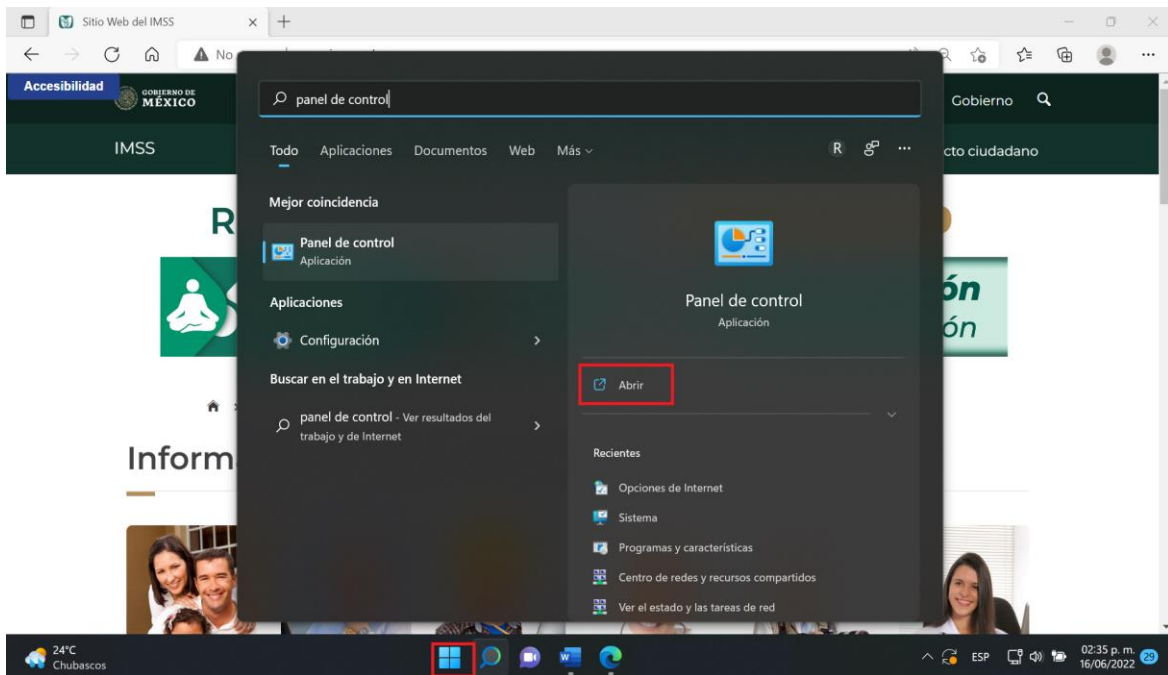 Sitio Web del IMSS
No
Accesibilidad
GOBIERNO DE
MÉXICO
Gobierno
IMSS
cto ciudadano
panel de control
Todo Aplicaciones Documentos Web Más
R
Mejor coincidencia
Panel de control
Aplicación
Aplicaciones
Configuración
Buscar en el trabajo y en Internet
panel de control - Ver resultados del
trabajo y de Internet
Panel de control
Aplicación
Abrir
Recientes
Opciones de Internet
Sistema
Programas y características
Centro de redes y recursos compartidos
Ver el estado y las tareas de red
R
ón
ón
Inform
24°C
Chubascos
ESP
02:35 p. m.
16/06/2022
29